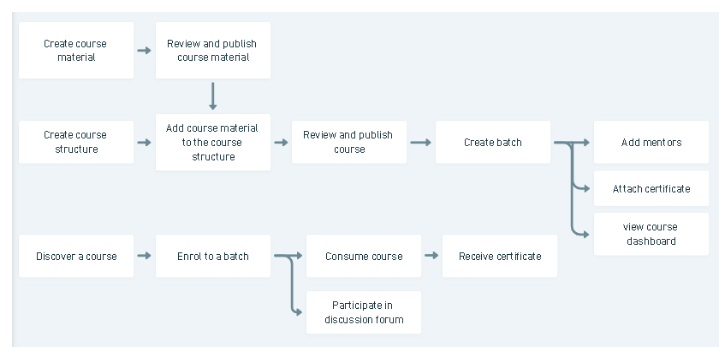 Create course
material
Review and publish
course material
Create course
structure
Add course material
to the course
structure
Review and publish
course
Create batch
Add mentors
Attach certificate
view course
dashboard
Discover a course
Enrol to a batch
Consume course
Receive certificate
Participate in
discussion forum